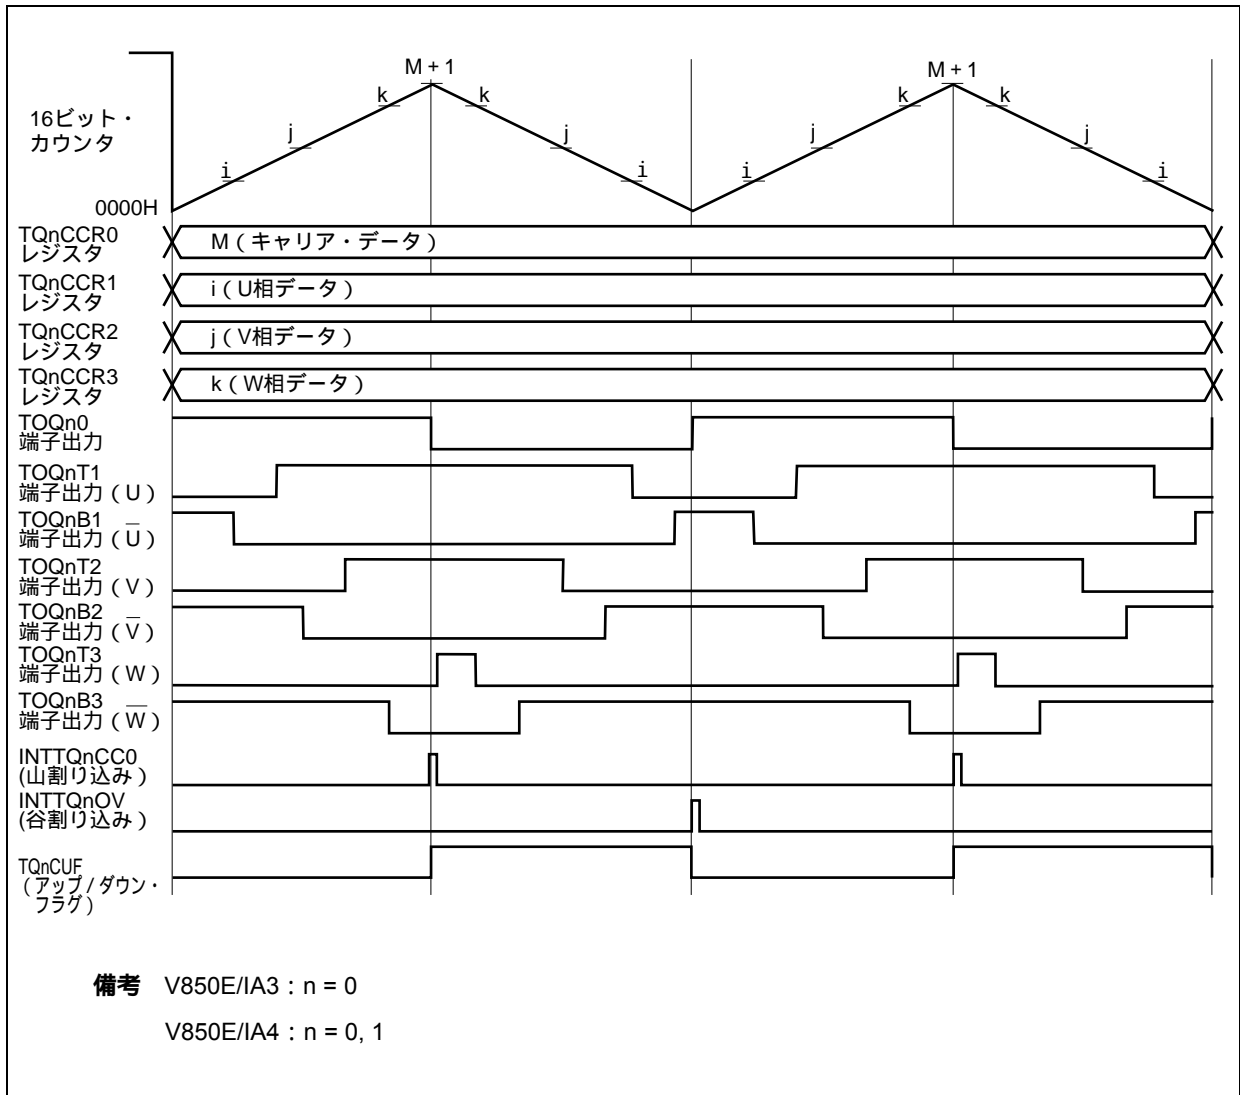 M + 1
M + 1
k
k
k
k
16ビット・
カウンタ
j
j
j
j
i
i
i
i
0000H
TQnCCR0
レジスタ
M（キャリア・データ）
TQnCCR1
レジスタ
i（U相データ）
TQnCCR2
レジスタ
j（V相データ）
TQnCCR3
レジスタ
k（W相データ）
TOQn0
端子出力
TOQnT1
端子出力（U）
TOQnB1
端子出力（U̅）
TOQnT2
端子出力（V）
TOQnB2
端子出力（V̅）
TOQnT3
端子出力（W）
TOQnB3
端子出力（W̅）
INTTQnCC0
(山割り込み）
INTTQnOV
(谷割り込み）
TQnCUF
（アップ／ダウン・
フラグ）
備考　V850E/IA3：n = 0
V850E/IA4：n = 0, 1